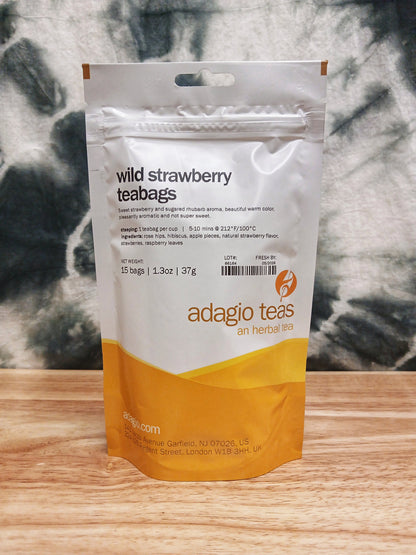 wild strawberry
teabags
Sweet strawberry and sugared rhubarb aroma, beautiful warm color,
pleasantly aromatic and not super sweet.
steeping: 1 teabag per cup | 5-10 mins @ 212°F/100°C
ingredients: rose hips, hibiscus, apple pieces, natural strawberry flavor,
strawberries, raspberry leaves
NET WEIGHT:
15 bags | 1.3oz | 37g
LOT#:
FRESH BY:
adagio teas
an herbal tea
adagio.com
Avenue Garfield, NJ 07026, US
Street, London W1B 3HH, UK